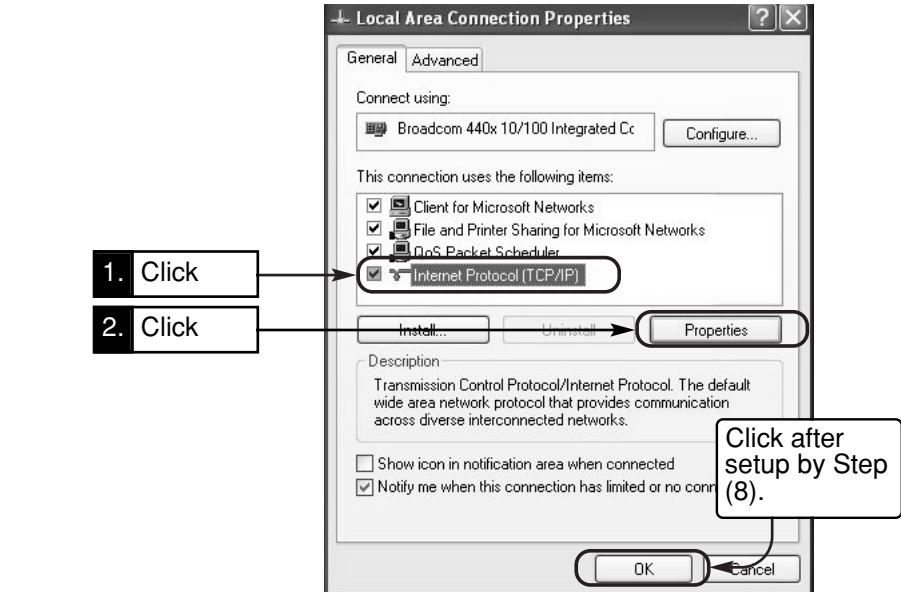 Local Area Connection Properties
General Advanced
Connect using:
Broadcom 440x 10/100 Integrated Cc
Configure...
This connection uses the following items:
Client for Microsoft Networks
File and Printer Sharing for Microsoft Networks
QoS Packet Scheduler
1. Click
Internet Protocol (TCP/IP)
2. Click
Install... Uninstall Properties
Description
Transmission Control Protocol/Internet Protocol. The default
wide area network protocol that provides communication
across diverse interconnected networks.
Click after
setup by Step
(8).
Show icon in notification area when connected
Notify me when this connection has limited or no conn
OK Cancel